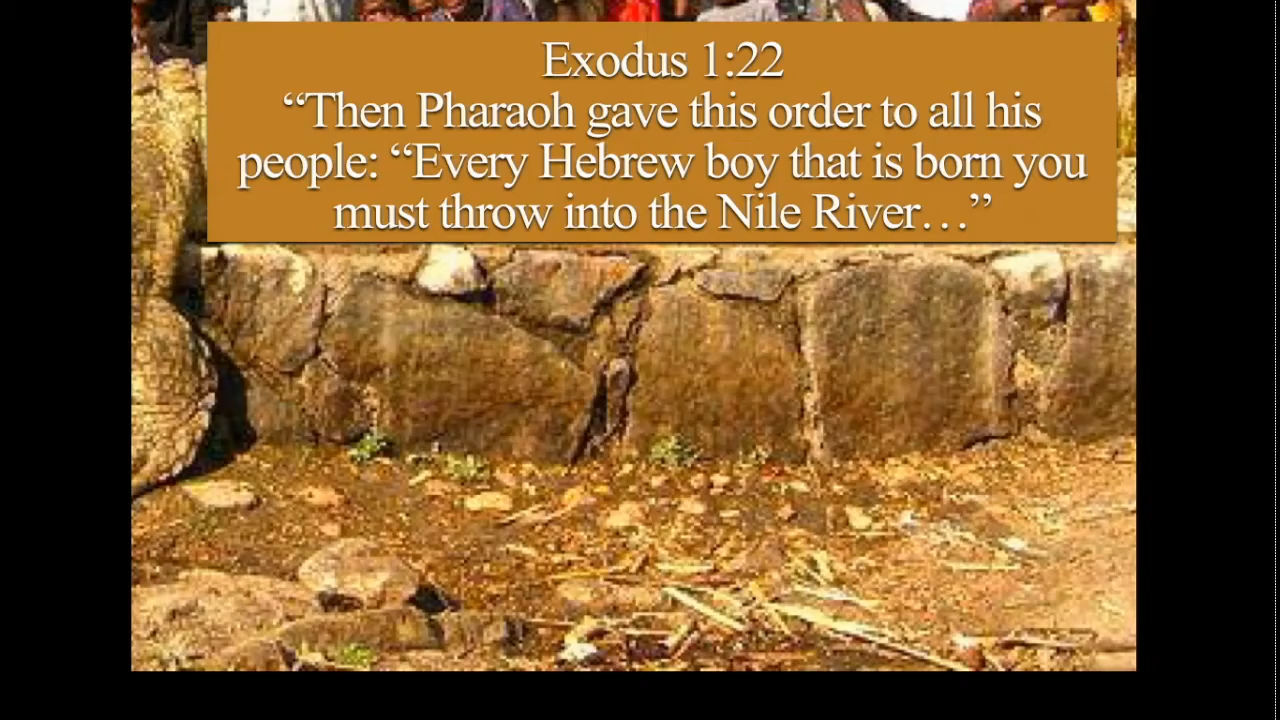 Exodus 1:22
“Then Pharaoh gave this order to all his
people: “Every Hebrew boy that is born you
must throw into the Nile River…”